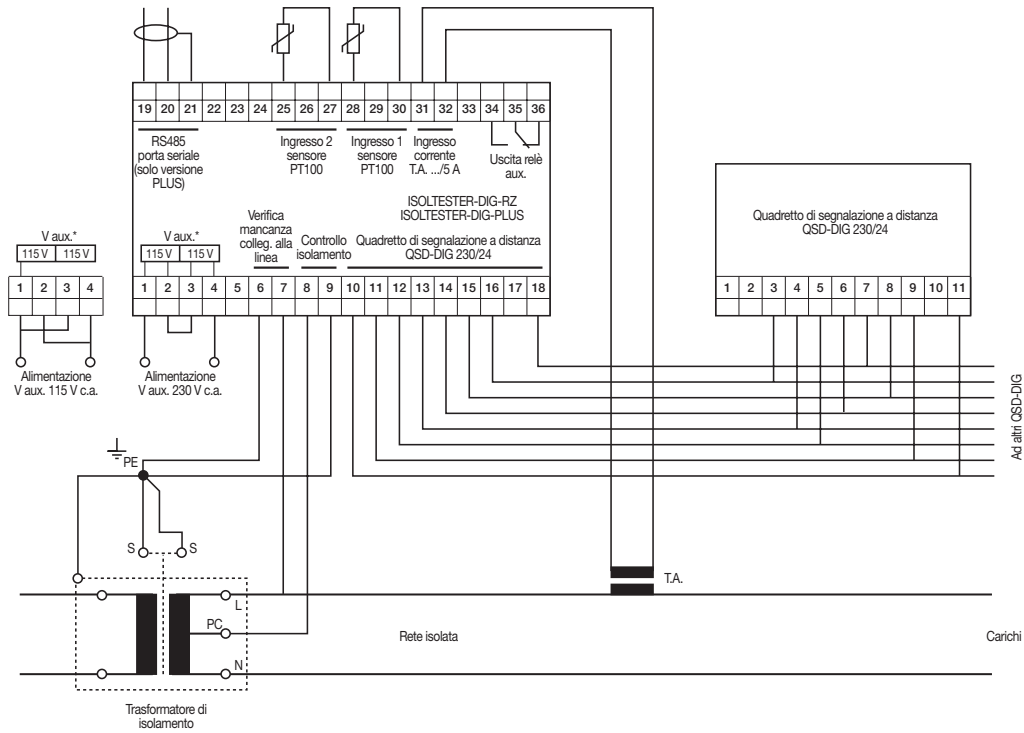 19 20 21 22 23 24 25 26 27 28 29 30 31 32 33 34 35 36
RS485
porta seriale
(solo versione
PLUS)
Ingresso 2
sensore
PT100
Ingresso 1
sensore
PT100
Ingresso
corrente
T.A. .../5 A
Uscita relè
aux.
ISOLTESTER-DIG-RZ
ISOLTESTER-DIG-PLUS
Verifica
mancanza
colleg. alla
linea
Controllo
isolamento
Quadretto di segnalazione a distanza
QSD-DIG 230/24
V aux.*
115 V 115 V
1 2 3 4 5 6 7 8 9 10 11 12 13 14 15 16 17 18
Alimentazione
V aux. 230 V c.a.
V aux.*
115 V 115 V
1 2 3 4
Alimentazione
V aux. 115 V c.a.
Quadretto di segnalazione a distanza
QSD-DIG 230/24
1 2 3 4 5 6 7 8 9 10 11
Ad altri QSD-DIG
PE
S S
T.A.
L
PC
N
Rete isolata
Carichi
Trasformatore di
isolamento